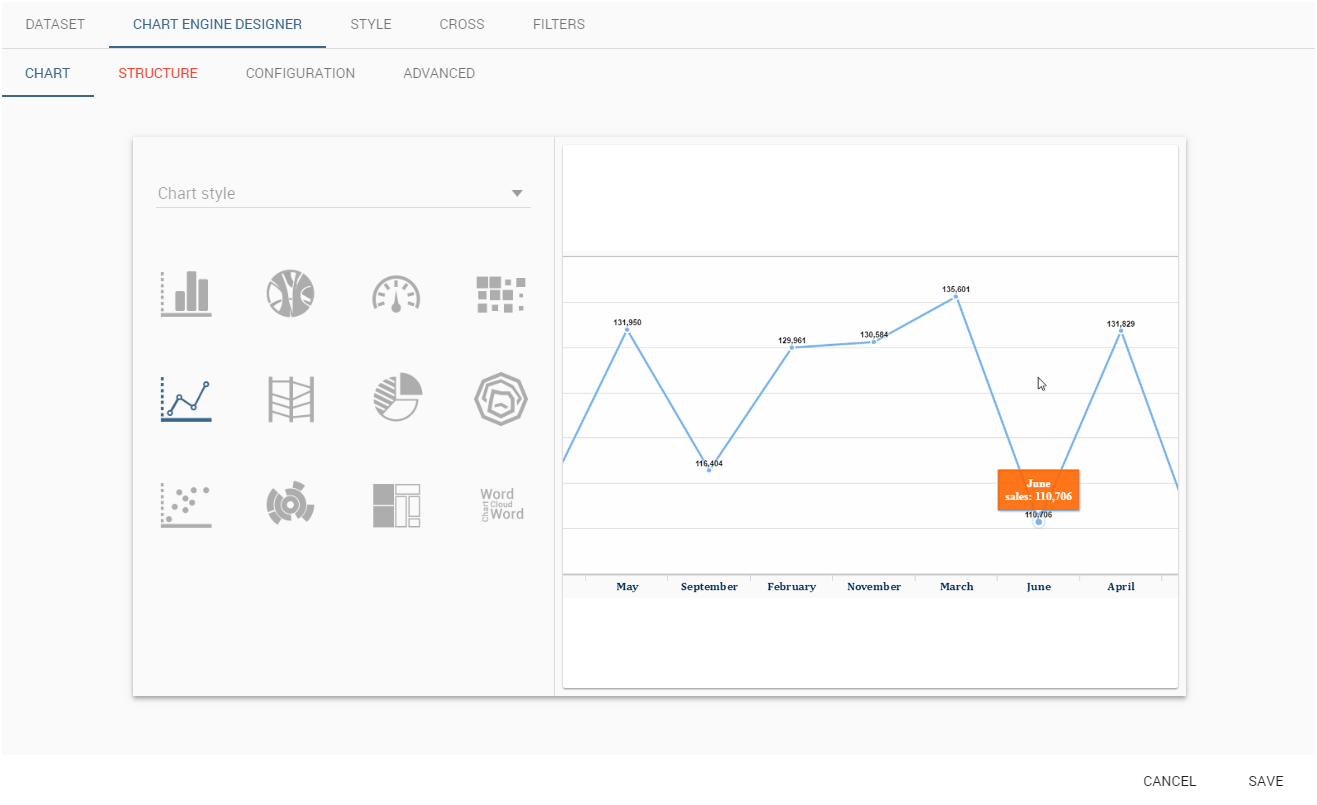 DATASET CHART ENGINE DESIGNER STYLE CROSS FILTERS
CHART STRUCTURE CONFIGURATION ADVANCED
Chart style
Word
Cloud
Chart Word
135,601
131,950
131,829
130,584
129,961
116,404
June
sales: 110,706
110,706
May September February November March June April
CANCEL SAVE